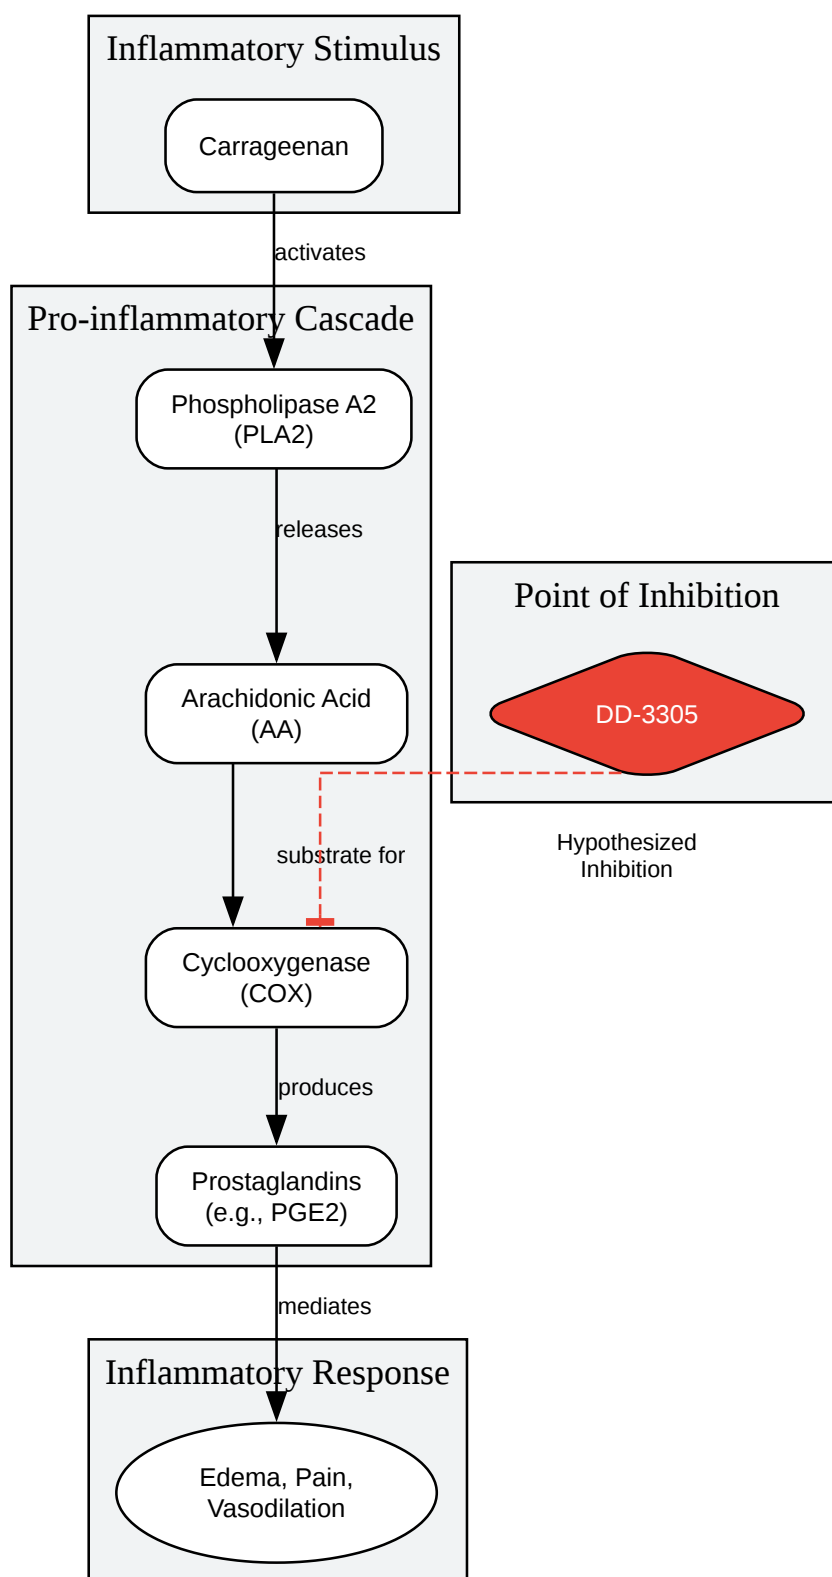 Inflammatory Stimulus
Carrageenan
activates
Pro-inflammatory Cascade
Phospholipase A2
(PLA2)
releases
Point of Inhibition
Arachidonic Acid
(AA)
DD-3305
substrate for
Hypothesized
Inhibition
Cyclooxygenase
(COX)
produces
Prostaglandins
(e.g., PGE2)
mediates
Inflammatory Response
Edema, Pain,
Vasodilation